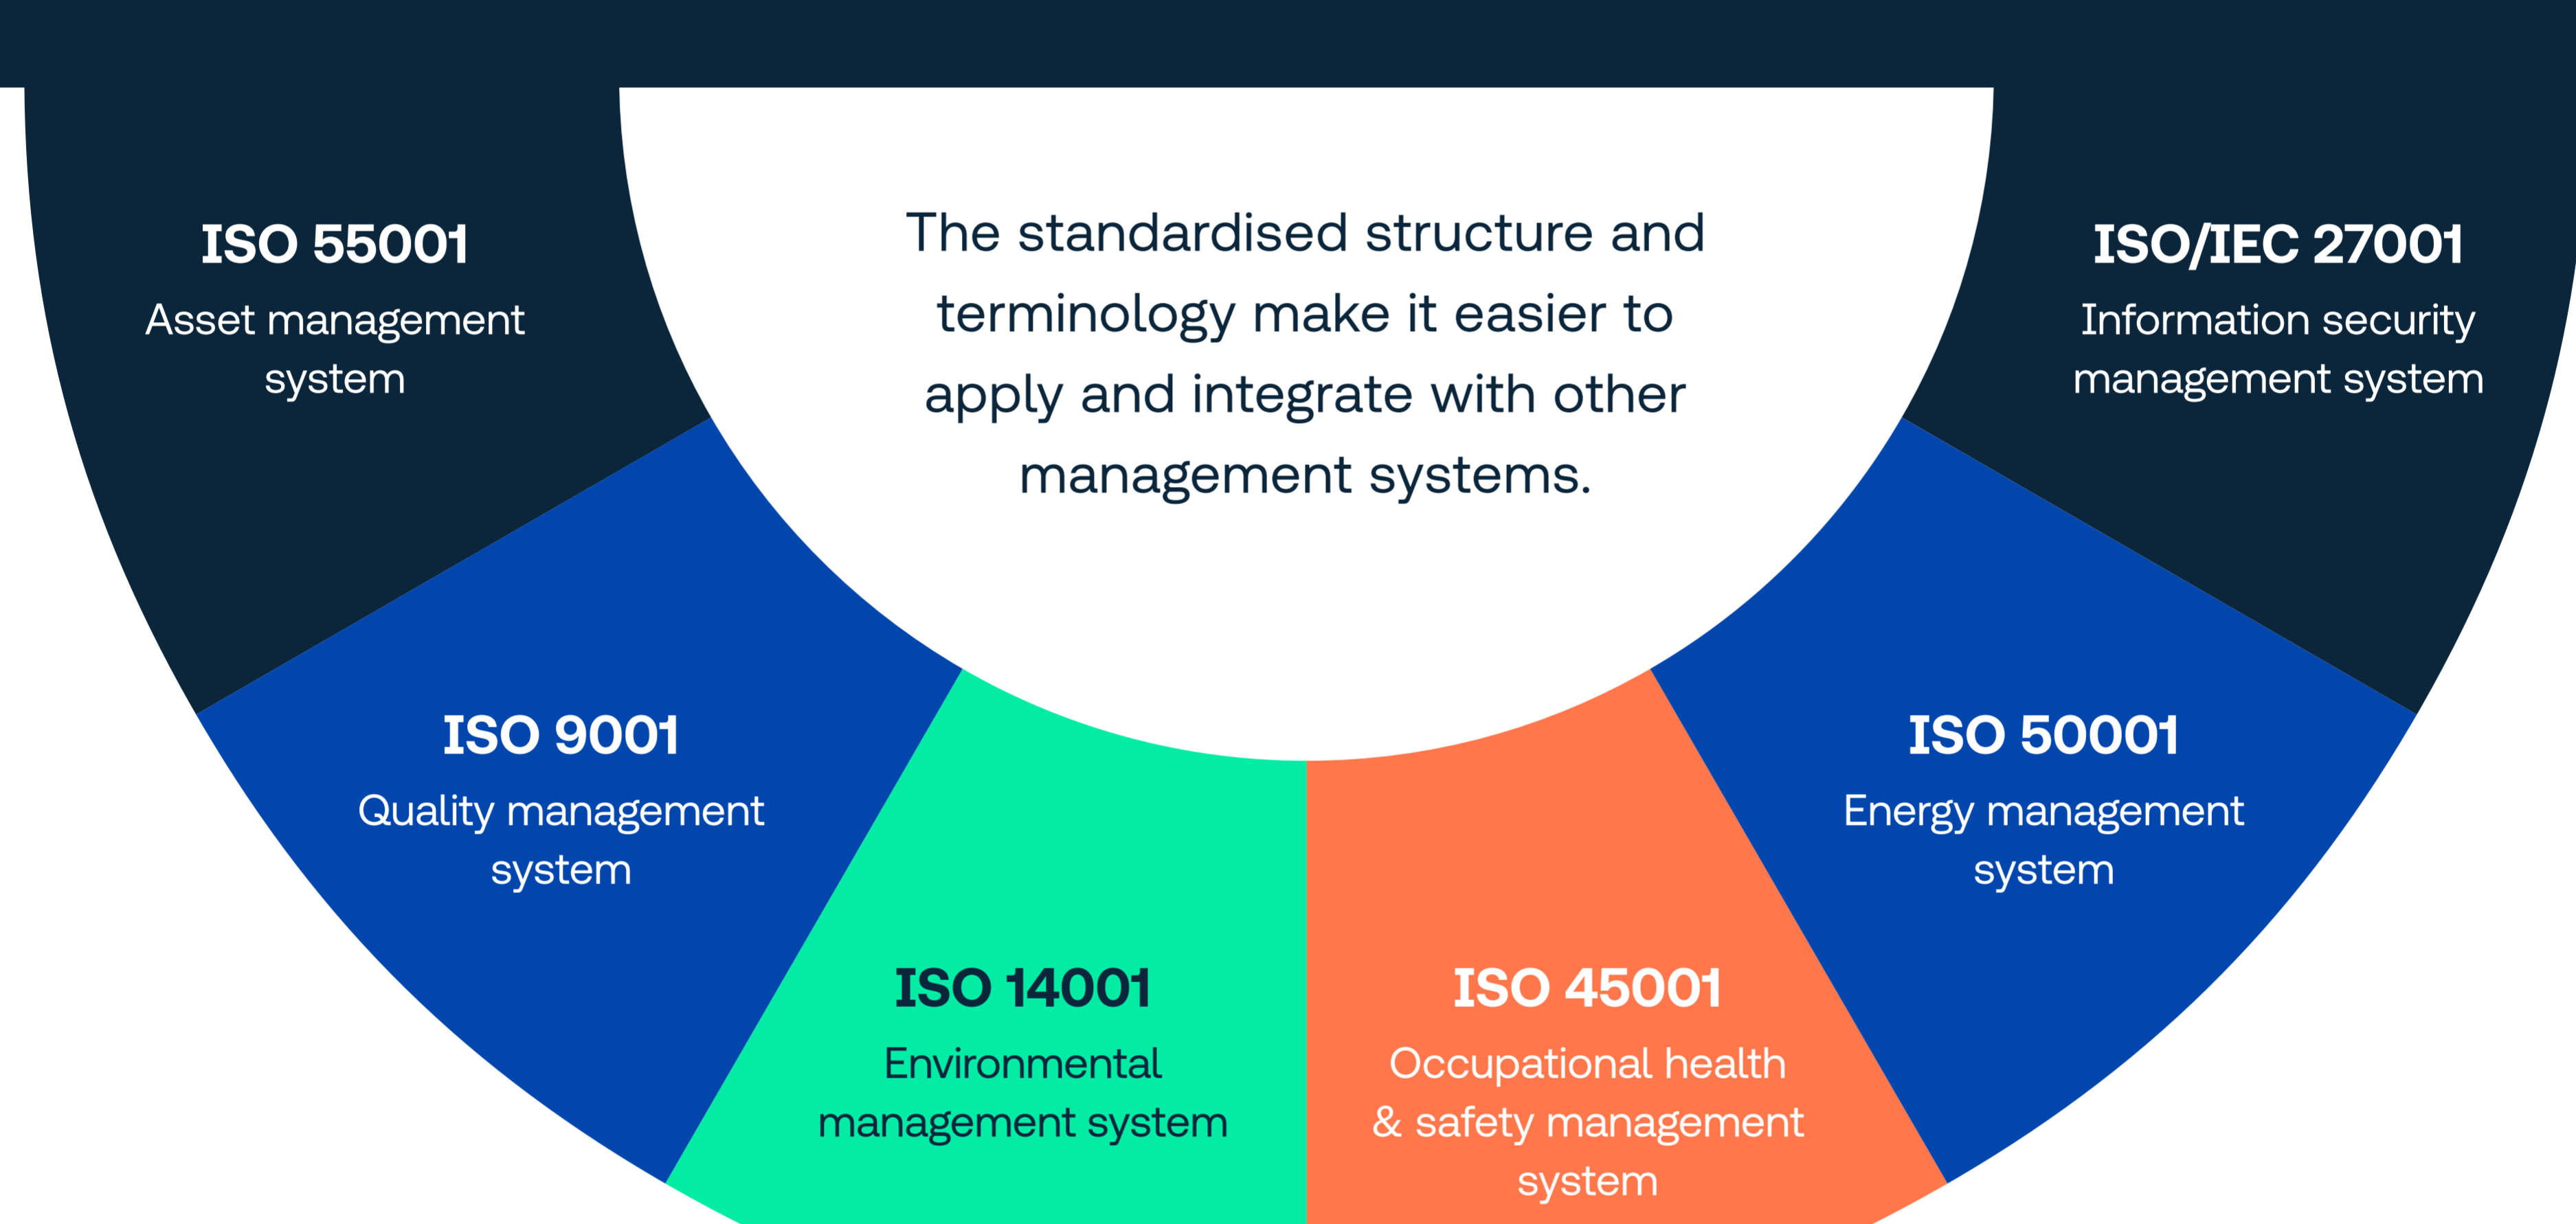 The standardised structure and
terminology make it easier to
apply and integrate with other
management systems.
ISO 55001
Asset management
system
ISO 9001
Quality management
system
ISO 14001
Environmental
management system
ISO 45001
Occupational health
& safety management
system
ISO 50001
Energy management
system
ISO/IEC 27001
Information security
management system